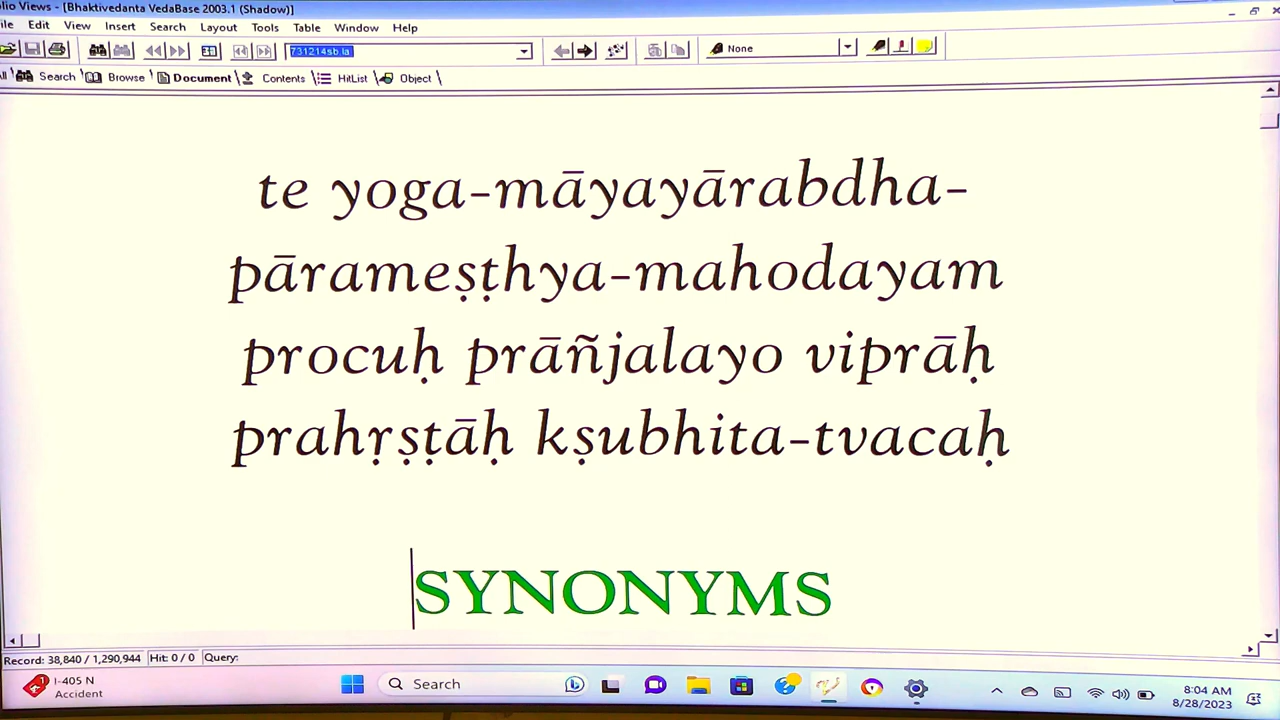 lio Views - [Bhaktivedanta VedaBase 2003.1 (Shadow)]
ile Edit View Insert Search Layout Tools Table Window Help
731214sb.la
None
All Search Browse Document Contents HitList Object
te yoga-māyayārabdha-
pārameṣṭhya-mahodayam
procuḥ prāñjalayo viprāḥ
prahṛṣṭāḥ kṣubhita-tvacaḥ
SYNONYMS
Record: 38,840 / 1,290,944 Hit: 0 / 0 Query:
I-405 N
Accident
Search
8:04 AM
8/28/2023